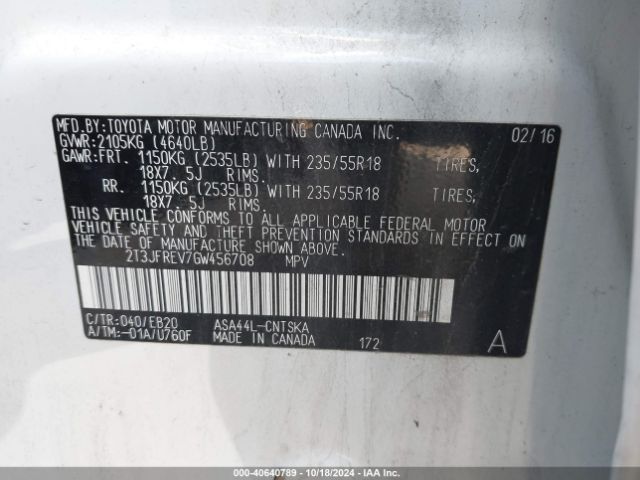 MFD.BY:TOYOTA MOTOR MANUFACTURING CANADA INC. 02/16
GVWR:2105KG (4640LB)
GAWR:FRT. 1150KG (2535LB) WITH 235/55R18 TIRES,
18X7. 5J RIMS.
RR. 1150KG (2535LB) WITH 235/55R18 TIRES,
18X7. 5J RIMS.
THIS VEHICLE CONFORMS TO ALL APPLICABLE FEDERAL MOTOR
VEHICLE SAFETY AND THEFT PREVENTION STANDARDS IN EFFECT ON
THE DATE OF MANUFACTURE SHOWN ABOVE.
2T3JFREV7GW456708 MPV
C/TR:040/EB20 ASA44L-CNTSKA
A/TM:-01A/U760F MADE IN CANADA 172 A
000-40640789 - 10/18/2024 - IAA Inc.